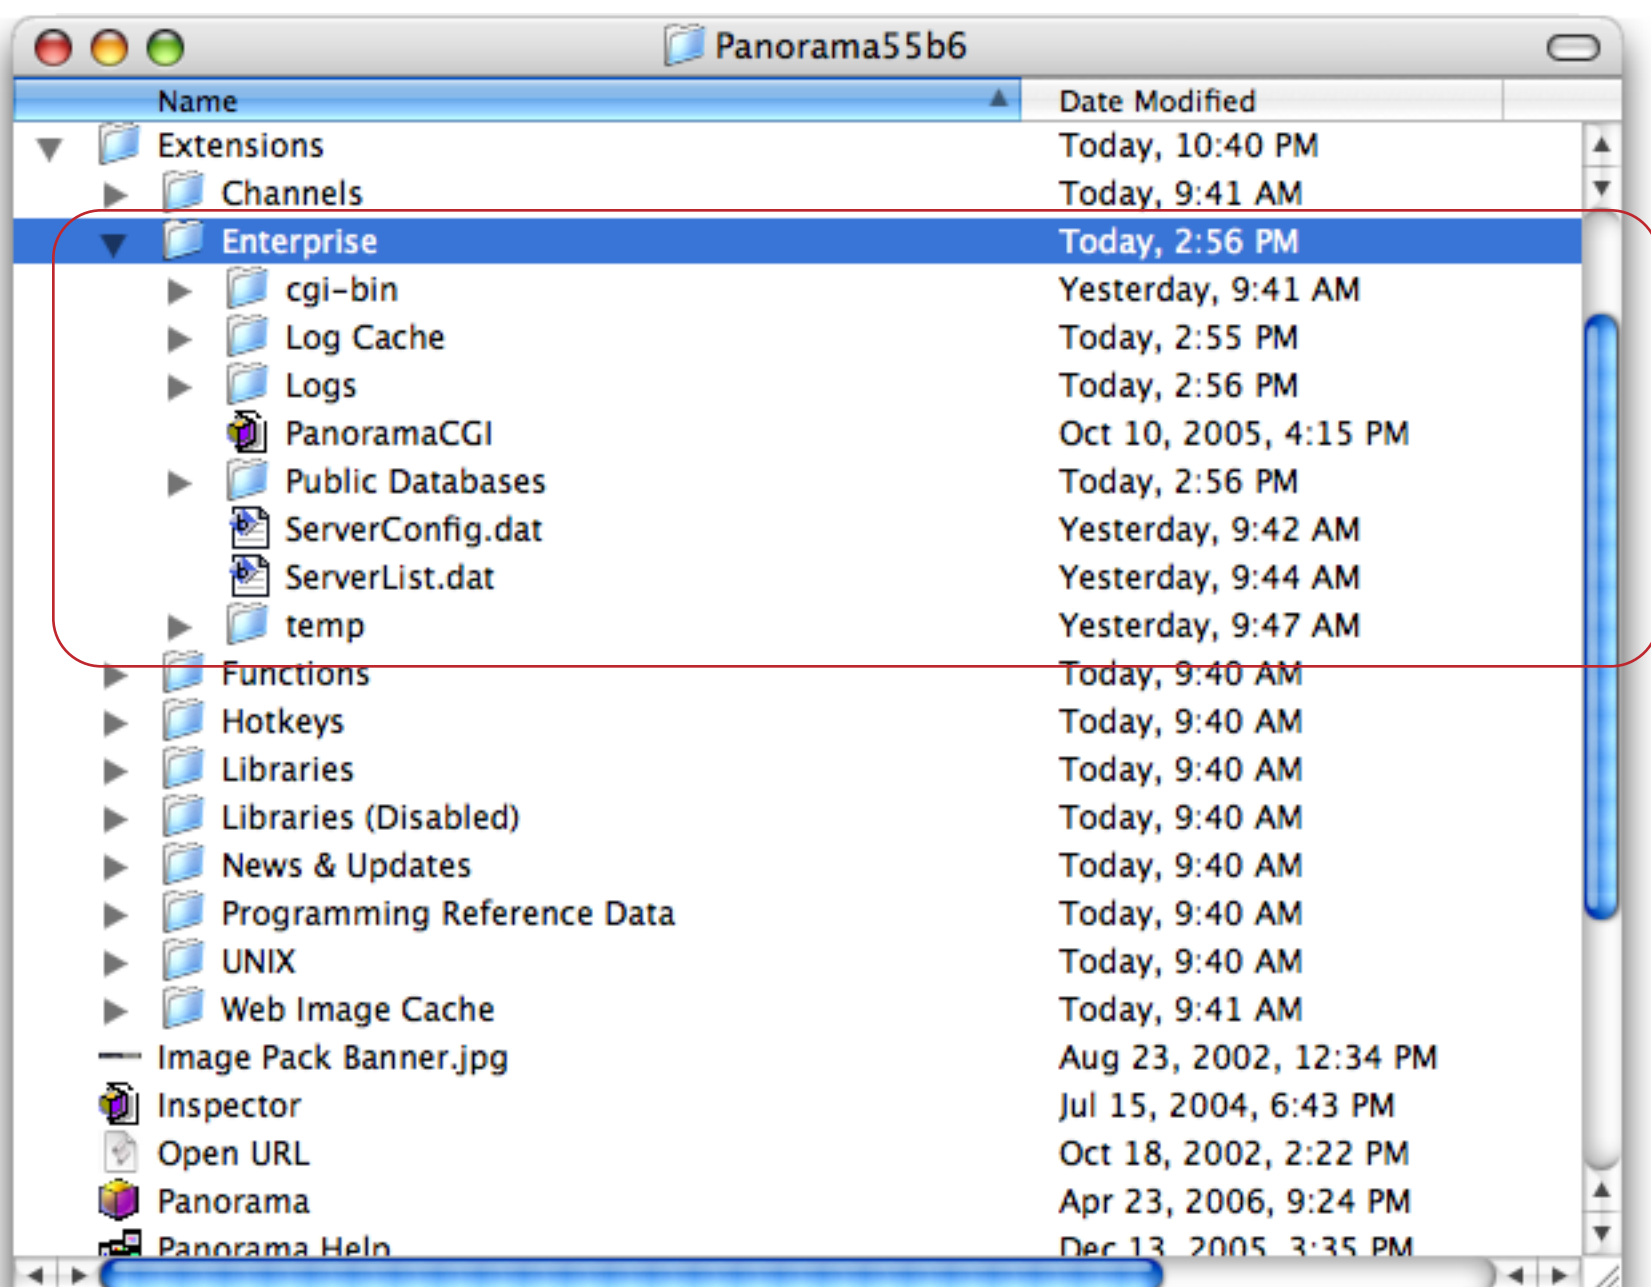 Panorama55b6
Name Date Modified
Extensions Today, 10:40 PM
Channels Today, 9:41 AM
Enterprise Today, 2:56 PM
cgi-bin Yesterday, 9:41 AM
Log Cache Today, 2:55 PM
Logs Today, 2:56 PM
PanoramaCGI Oct 10, 2005, 4:15 PM
Public Databases Today, 2:56 PM
ServerConfig.dat Yesterday, 9:42 AM
ServerList.dat Yesterday, 9:44 AM
temp Yesterday, 9:47 AM
Functions Today, 9:40 AM
Hotkeys Today, 9:40 AM
Libraries Today, 9:40 AM
Libraries (Disabled) Today, 9:40 AM
News & Updates Today, 9:40 AM
Programming Reference Data Today, 9:40 AM
UNIX Today, 9:40 AM
Web Image Cache Today, 9:41 AM
Image Pack Banner.jpg Aug 23, 2002, 12:34 PM
Inspector Jul 15, 2004, 6:43 PM
Open URL Oct 18, 2002, 2:22 PM
Panorama Apr 23, 2006, 9:24 PM
Panorama Help Dec 13, 2005, 3:35 PM